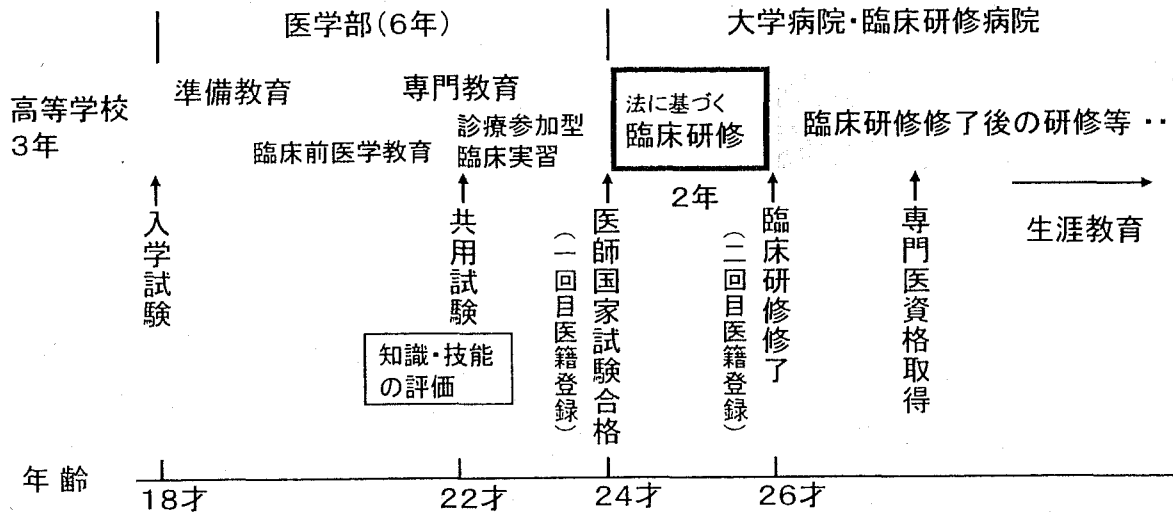 医学部(6年)
大学病院・臨床研修病院
高等学校
3年
準備教育
臨床前医学教育
専門教育
診療参加型
臨床実習
法に基づく
臨床研修
2年
臨床研修修了後の研修等・・
生涯教育
入学試験
共用試験
知識・技能
の評価
医師国家試験合格
(一回目医籍登録)
臨床研修修了
(二回目医籍登録)
専門医資格取得
年齢
18才
22才
24才
26才